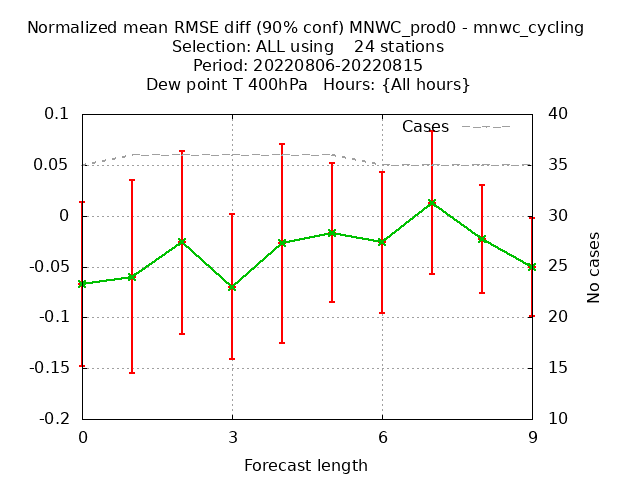 Normalized mean RMSE diff (90% conf) MNWC_prod0 - mnwc_cycling
Selection: ALL using    24 stations
Period: 20220806-20220815
Dew point T 400hPa   Hours: {All hours}
0.1
0.05
0
-0.05
-0.1
-0.15
-0.2
Cases
40
35
30
25
20
15
10
No cases
0
3
6
9
Forecast length